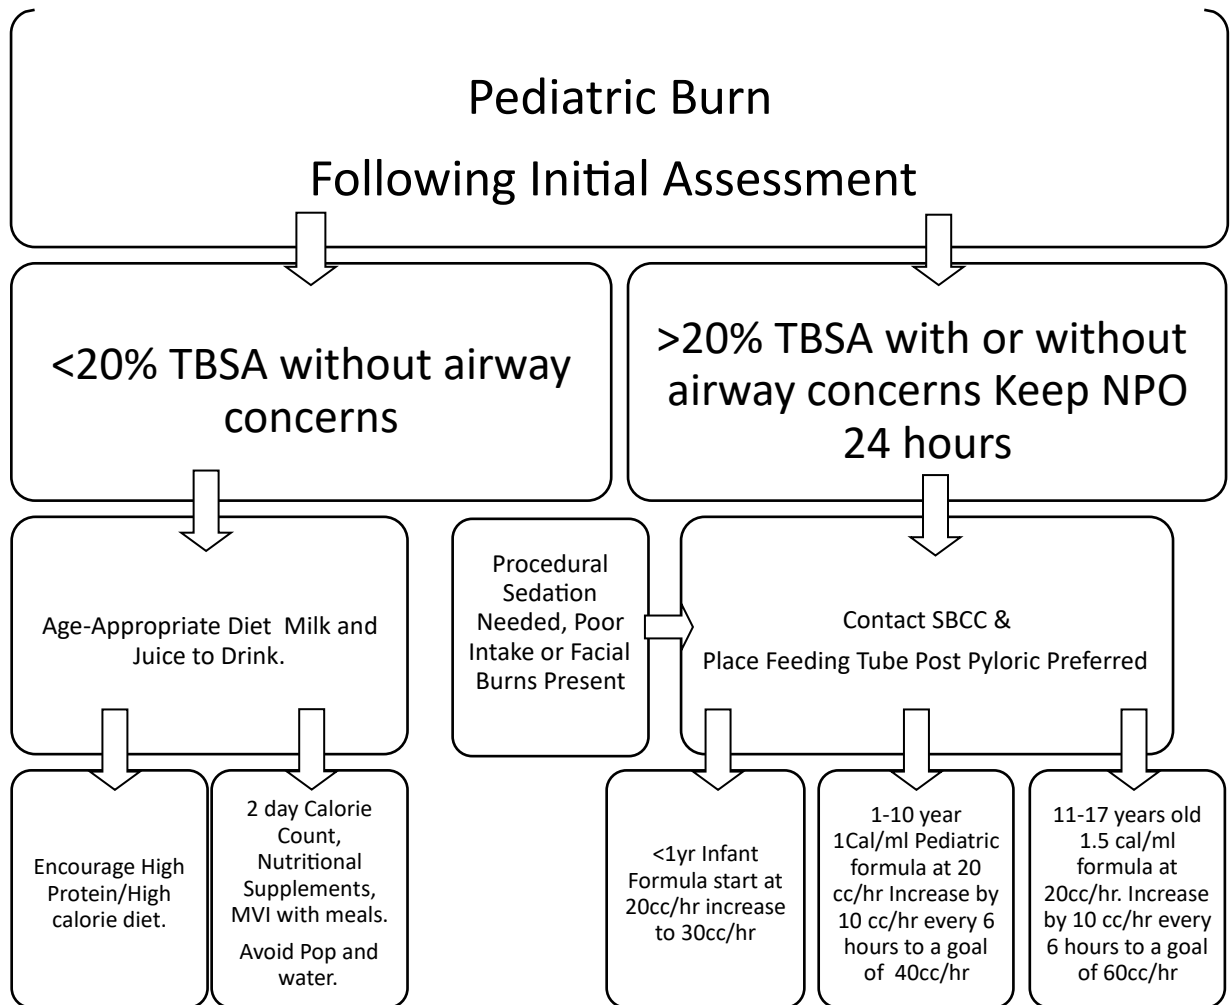 Pediatric Burn
Following Initial Assessment
<20% TBSA without airway
concerns
>20% TBSA with or without
airway concerns Keep NPO
24 hours
Age-Appropriate Diet Milk and
Juice to Drink.
Procedural
Sedation
Needed, Poor
Intake or Facial
Burns Present
Contact SBCC &
Place Feeding Tube Post Pyloric Preferred
Encourage High
Protein/High
calorie diet.
2 day Calorie
Count,
Nutritional
Supplements,
MVI with meals.
Avoid Pop and
water.
<1yr Infant
Formula start at
20cc/hr increase
to 30cc/hr
1-10 year
1Cal/ml Pediatric
formula at 20
cc/hr Increase by
10 cc/hr every 6
hours to a goal
of 40cc/hr
11-17 years old
1.5 cal/ml
formula at
20cc/hr. Increase
by 10 cc/hr every
6 hours to a goal
of 60cc/hr